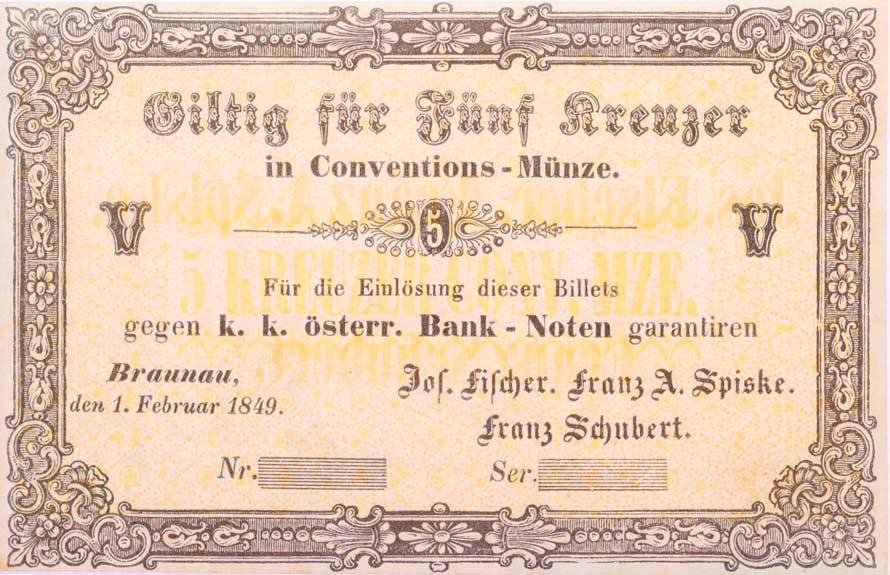 Giltig für Fünf Kreuzer
in Conventions-Münze.
V 5 V
Für die Einlösung dieser Billets
gegen k. k. österr. Bank-Noten garantiren
Braunau,
den 1. Februar 1849.
Jos. Fischer. Franz A. Spiske.
Franz Schubert.
Nr. Ser.